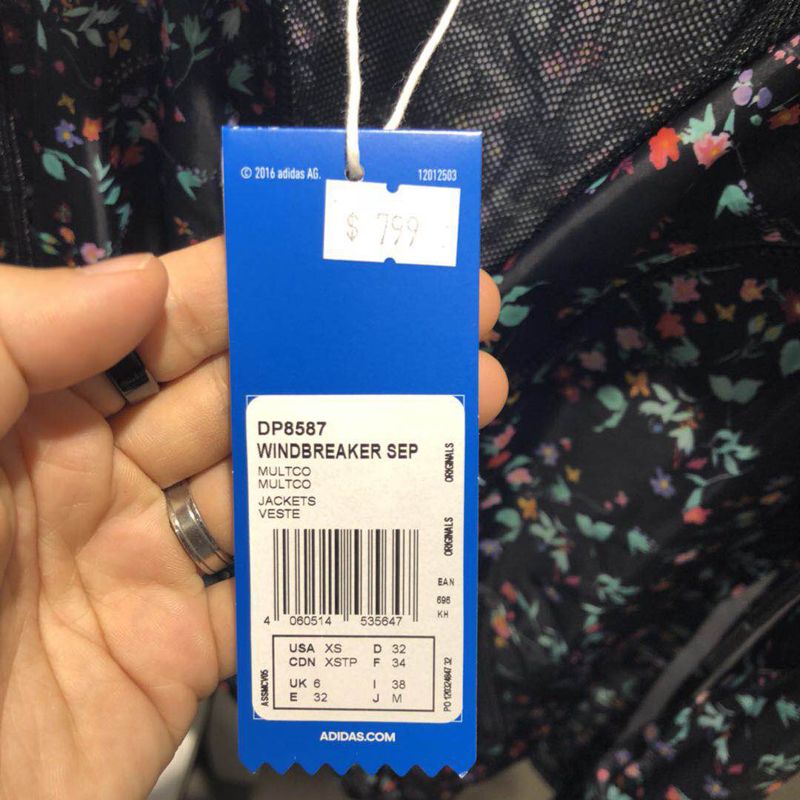 © 2016 adidas AG. 12012503
$ 799
DP8587
WINDBREAKER SEP
MULTCO
MULTCO
JACKETS
VESTE
ORIGINALS
ORIGINALS
EAN
696
KH
4 060514 535647
USA XS D 32
CDN XSTP F 34
UK 6 I 38
E 32 J M
ASSMCV05
ADIDAS.COM